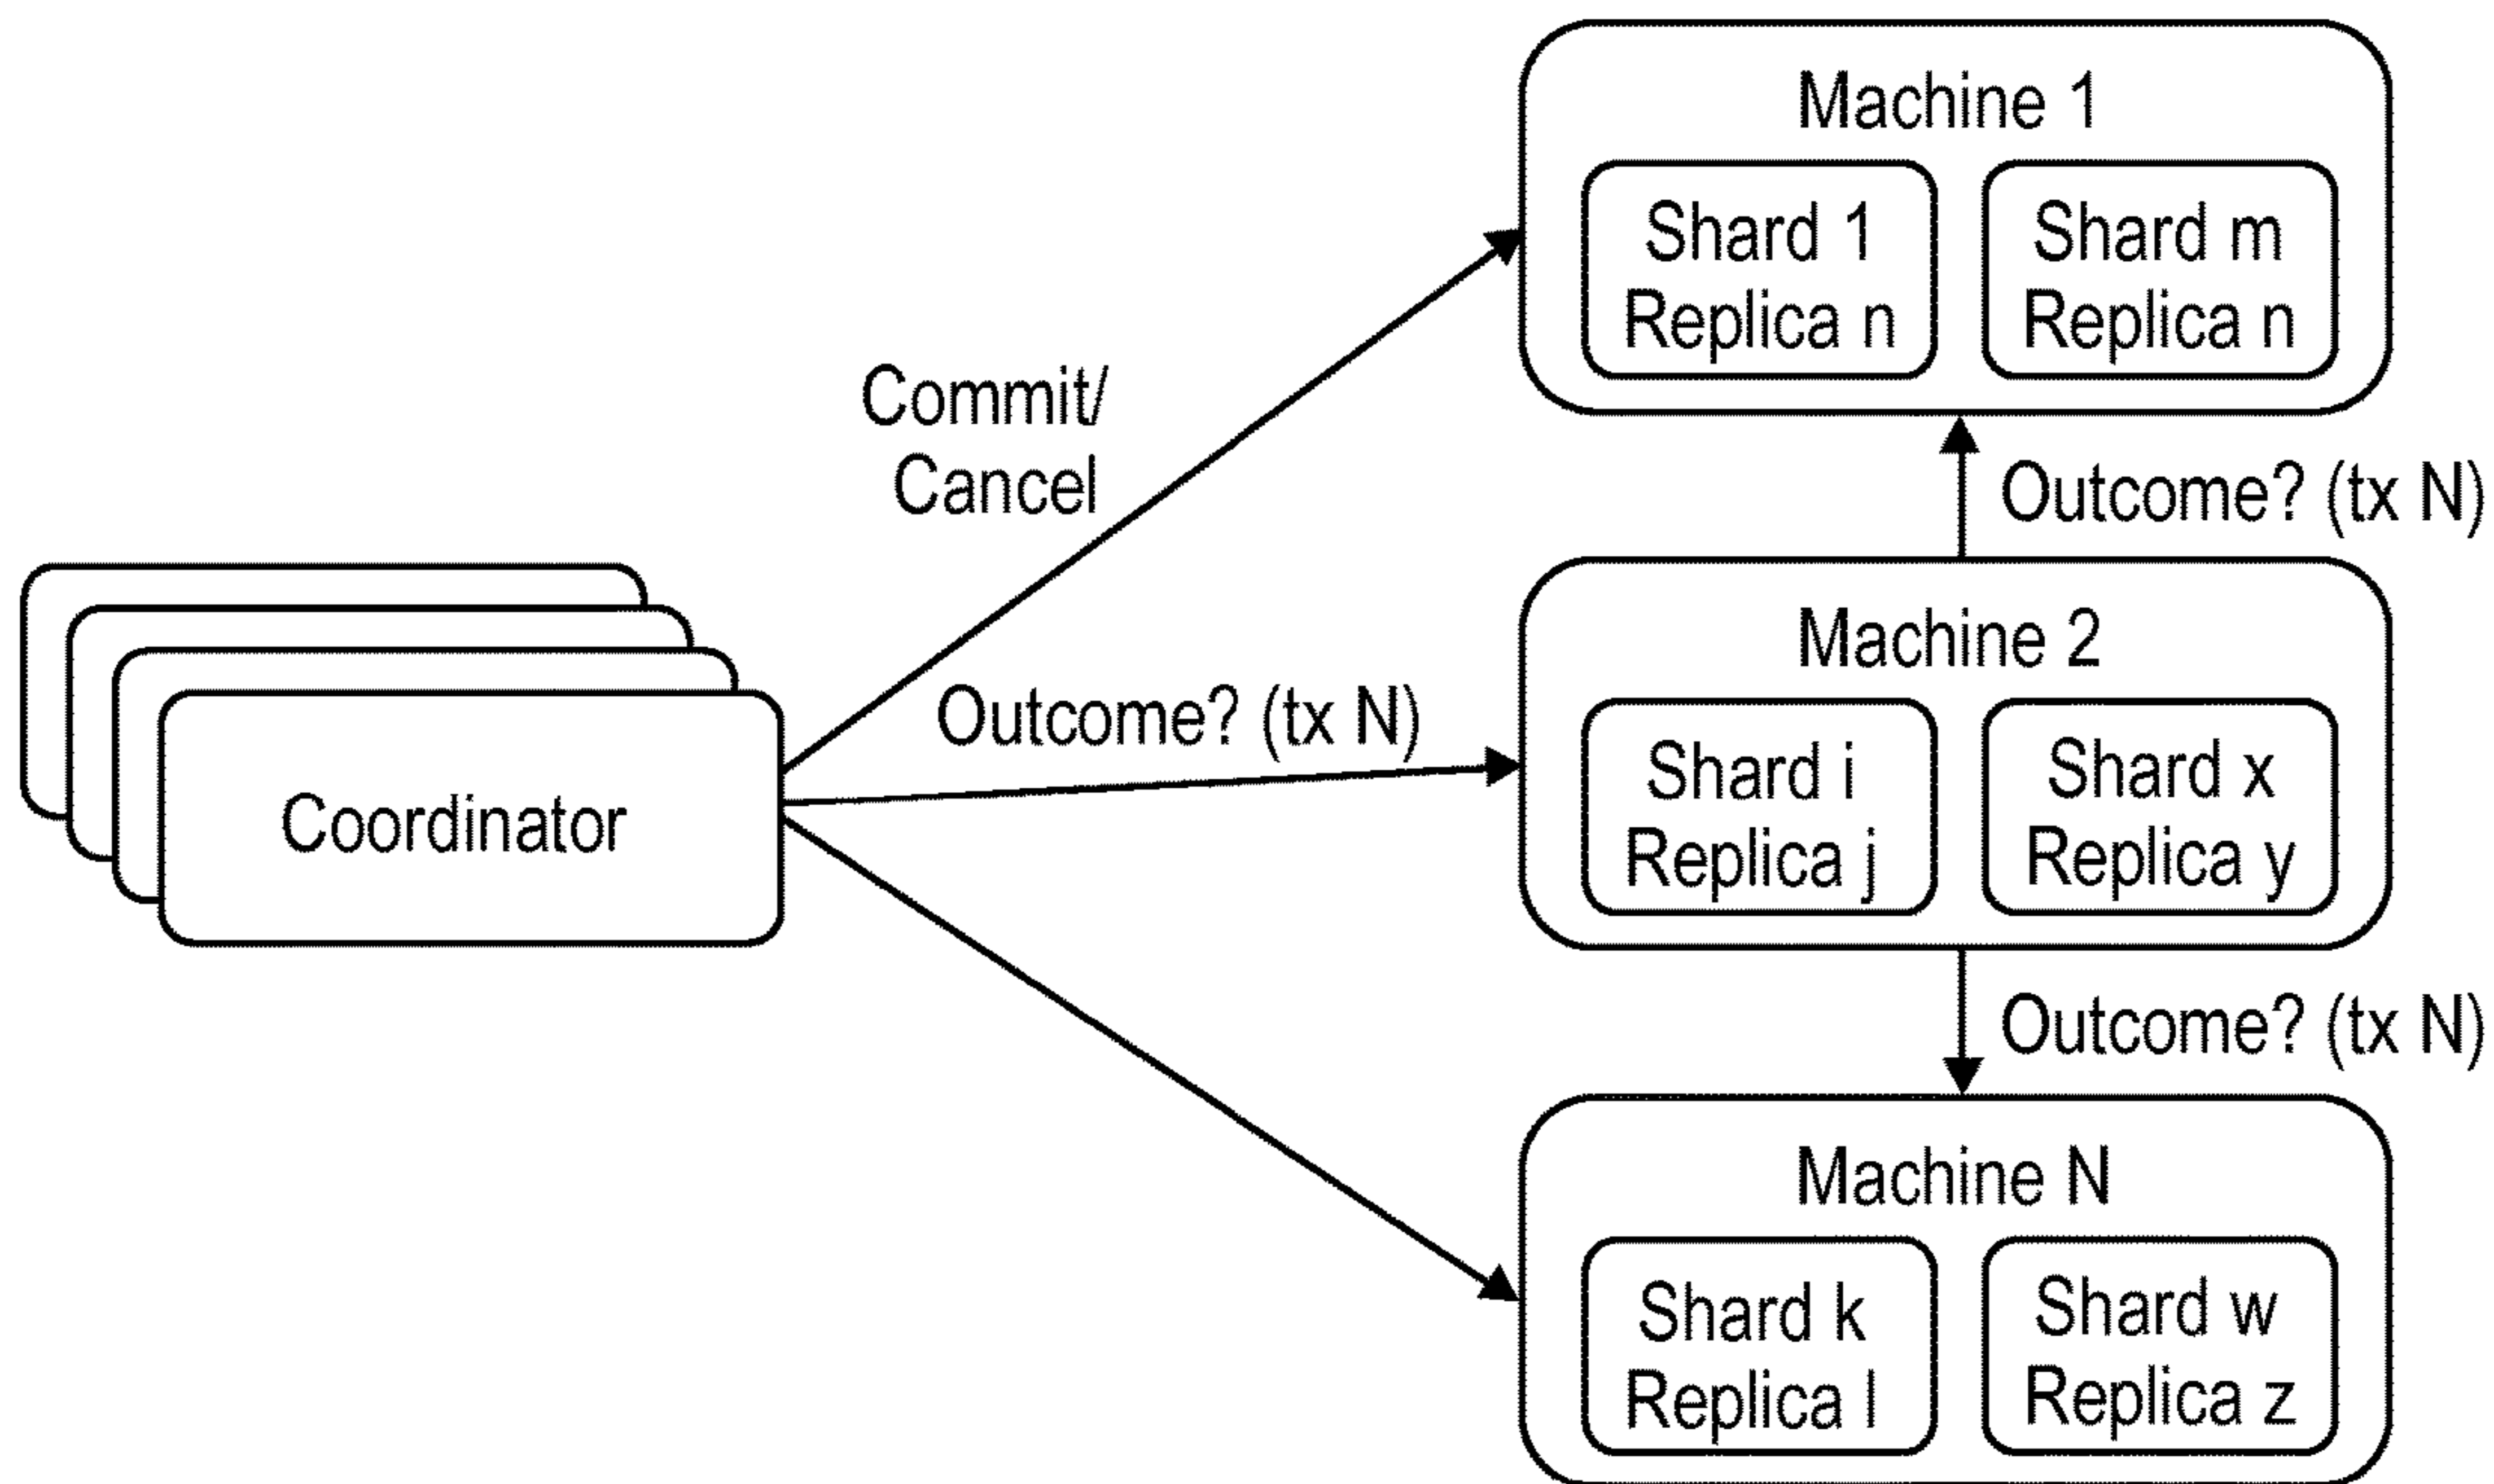 Machine 1
Shard 1
Replica n
Shard m
Replica n
Commit/
Cancel
Outcome? (tx N)
Machine 2
Outcome? (tx N)
Shard i
Replica j
Shard x
Replica y
Coordinator
Outcome? (tx N)
Machine N
Shard k
Replica l
Shard w
Replica z